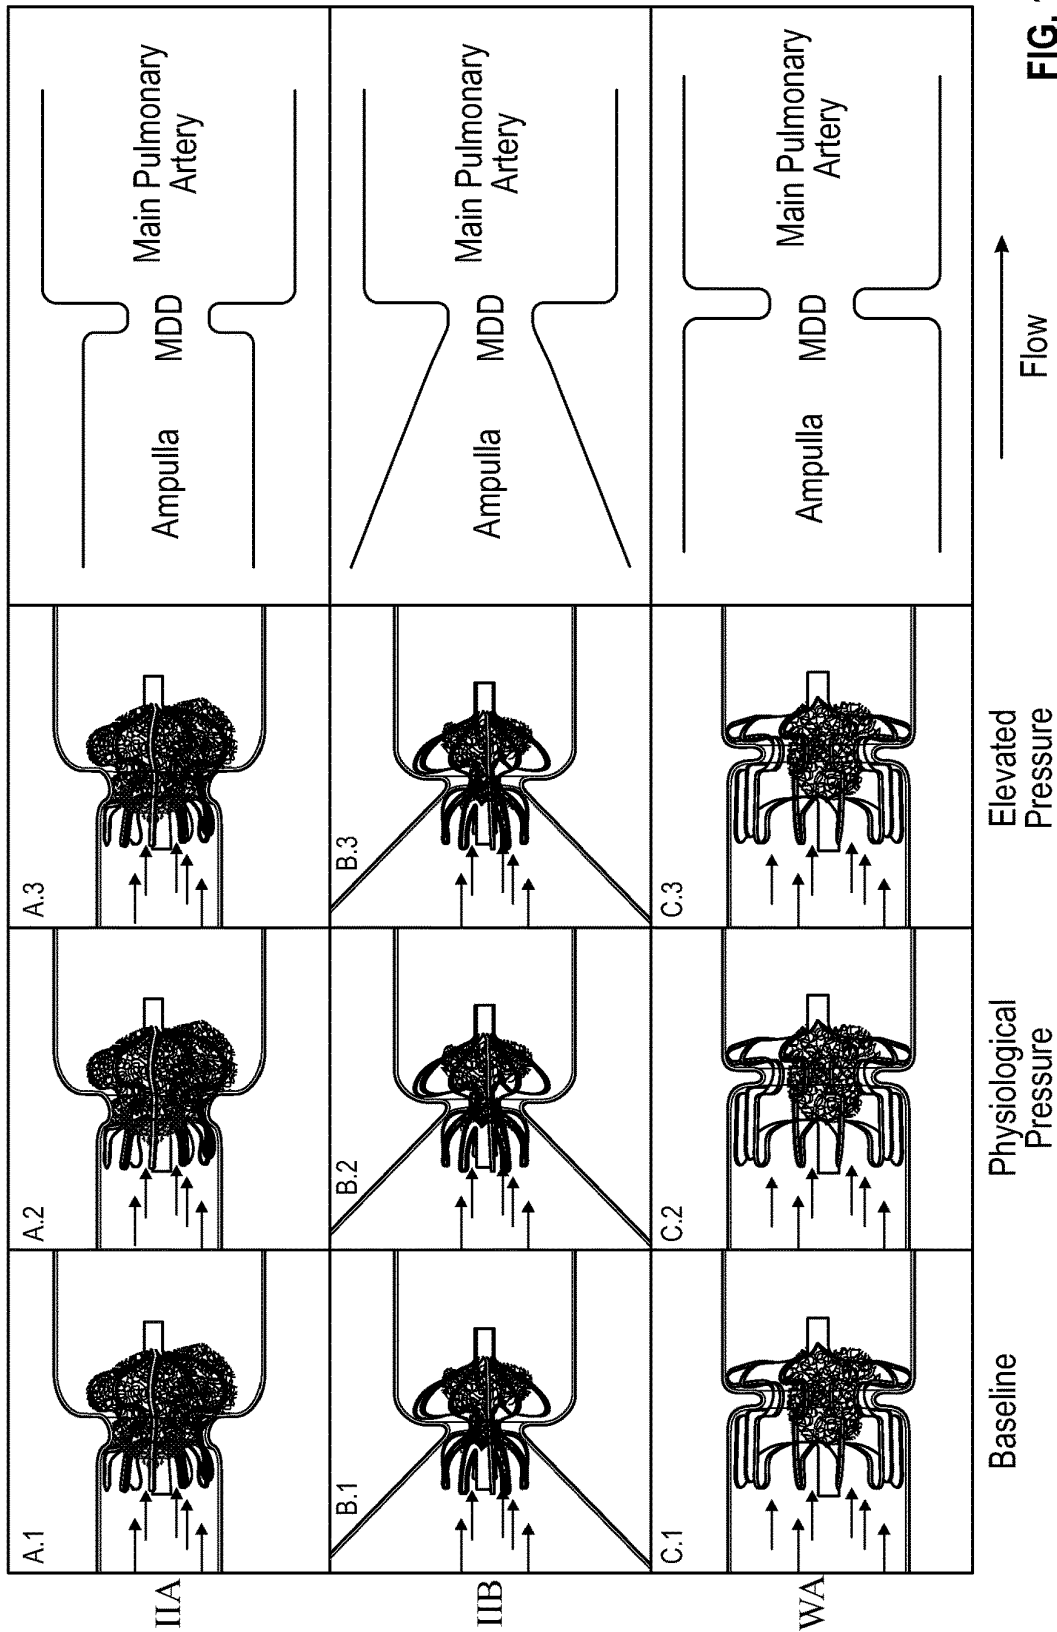 A.1
A.2
A.3
Ampulla
MDD
Main Pulmonary
Artery
IIA
B.1
B.2
B.3
Ampulla
MDD
Main Pulmonary
Artery
IIB
C.1
C.2
C.3
Ampulla
MDD
Main Pulmonary
Artery
WA
Baseline
Physiological
Pressure
Elevated
Pressure
Flow
FIG.